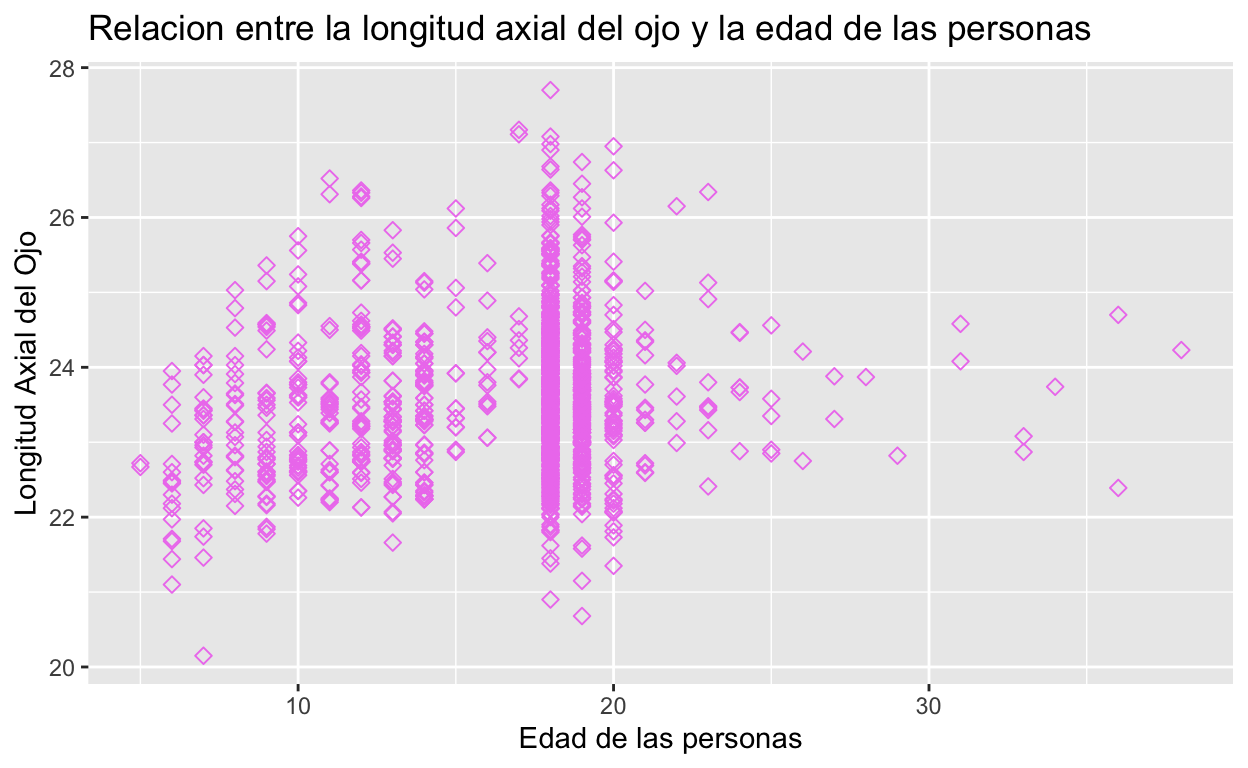 Relacion entre la longitud axial del ojo y la edad de las personas
Longitud Axial del Ojo
28
26
24
22
20
10
20
30
Edad de las personas